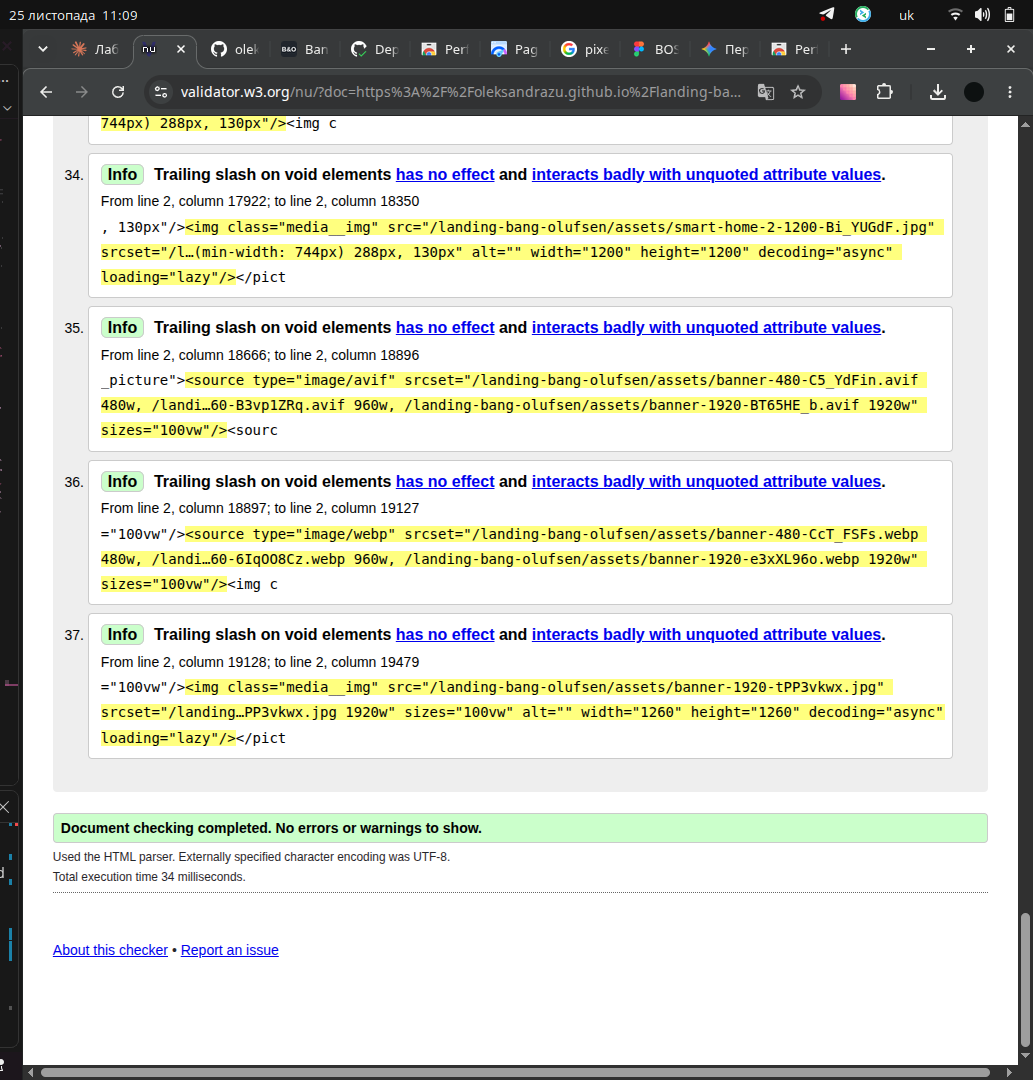 25 листопада 11:09
uk
Лаб
nu
olek
B&O Ban
Dep
Perf
Pag
pixe
BOS
Пер
Perf
validator.w3.org/nu/?doc=https%3A%2F%2Foleksandrazu.github.io%2Flanding-ba...
744px) 288px, 130px"/><img c
34. Info Trailing slash on void elements has no effect and interacts badly with unquoted attribute values.
From line 2, column 17922; to line 2, column 18350
, 130px"/><img class="media__img" src="/landing-bang-olufsen/assets/smart-home-2-1200-Bi_YUGdF.jpg"
srcset="/l…(min-width: 744px) 288px, 130px" alt="" width="1200" height="1200" decoding="async"
loading="lazy"/></pict
35. Info Trailing slash on void elements has no effect and interacts badly with unquoted attribute values.
From line 2, column 18666; to line 2, column 18896
_picture"><source type="image/avif" srcset="/landing-bang-olufsen/assets/banner-480-C5_YdFin.avif
480w, /landi…60-B3vp1ZRq.avif 960w, /landing-bang-olufsen/assets/banner-1920-BT65HE_b.avif 1920w"
sizes="100vw"/><sourc
36. Info Trailing slash on void elements has no effect and interacts badly with unquoted attribute values.
From line 2, column 18897; to line 2, column 19127
="100vw"/><source type="image/webp" srcset="/landing-bang-olufsen/assets/banner-480-CcT_FSFs.webp
480w, /landi…60-6IqOO8Cz.webp 960w, /landing-bang-olufsen/assets/banner-1920-e3xXL96o.webp 1920w"
sizes="100vw"/><img c
37. Info Trailing slash on void elements has no effect and interacts badly with unquoted attribute values.
From line 2, column 19128; to line 2, column 19479
="100vw"/><img class="media__img" src="/landing-bang-olufsen/assets/banner-1920-tPP3vkwx.jpg"
srcset="/landing…PP3vkwx.jpg 1920w" sizes="100vw" alt="" width="1260" height="1260" decoding="async"
loading="lazy"/></pict
Document checking completed. No errors or warnings to show.
Used the HTML parser. Externally specified character encoding was UTF-8.
Total execution time 34 milliseconds.
About this checker • Report an issue